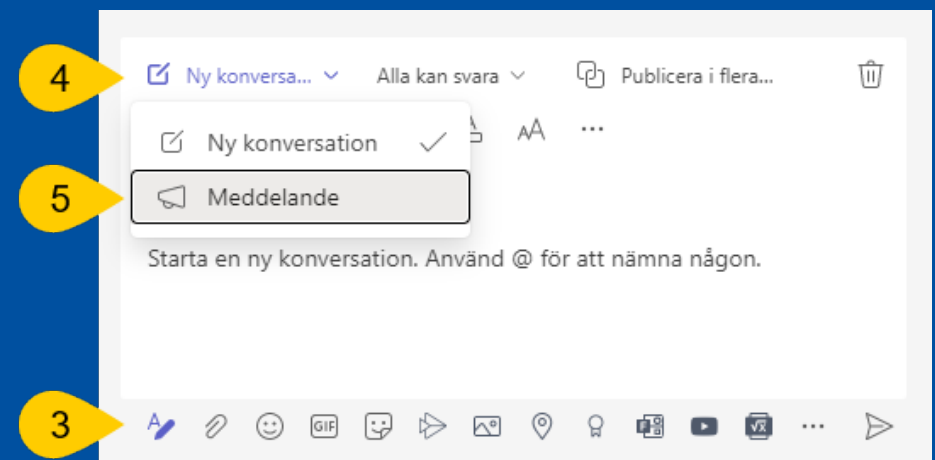 4 Ny konversa... Alla kan svara Publicera i flera...
AA ...
Ny konversation
5 Meddelande
Starta en ny konversation. Använd @ för att nämna någon.
3 A GIF √x ...